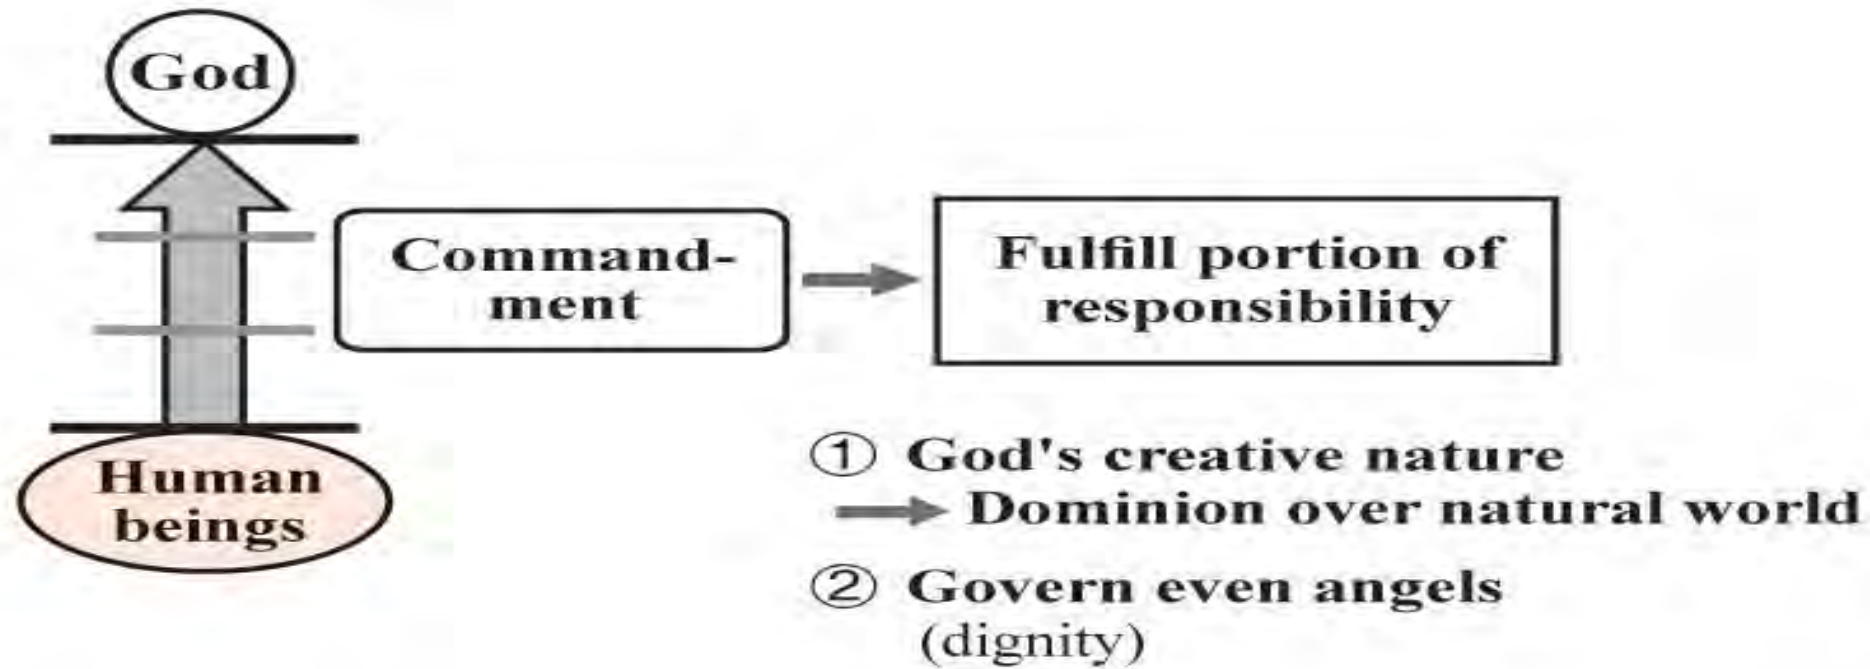 God
Command-
ment
Fulfill portion of
responsibility
Human
beings
① God's creative nature
Dominion over natural world
② Govern even angels
(dignity)